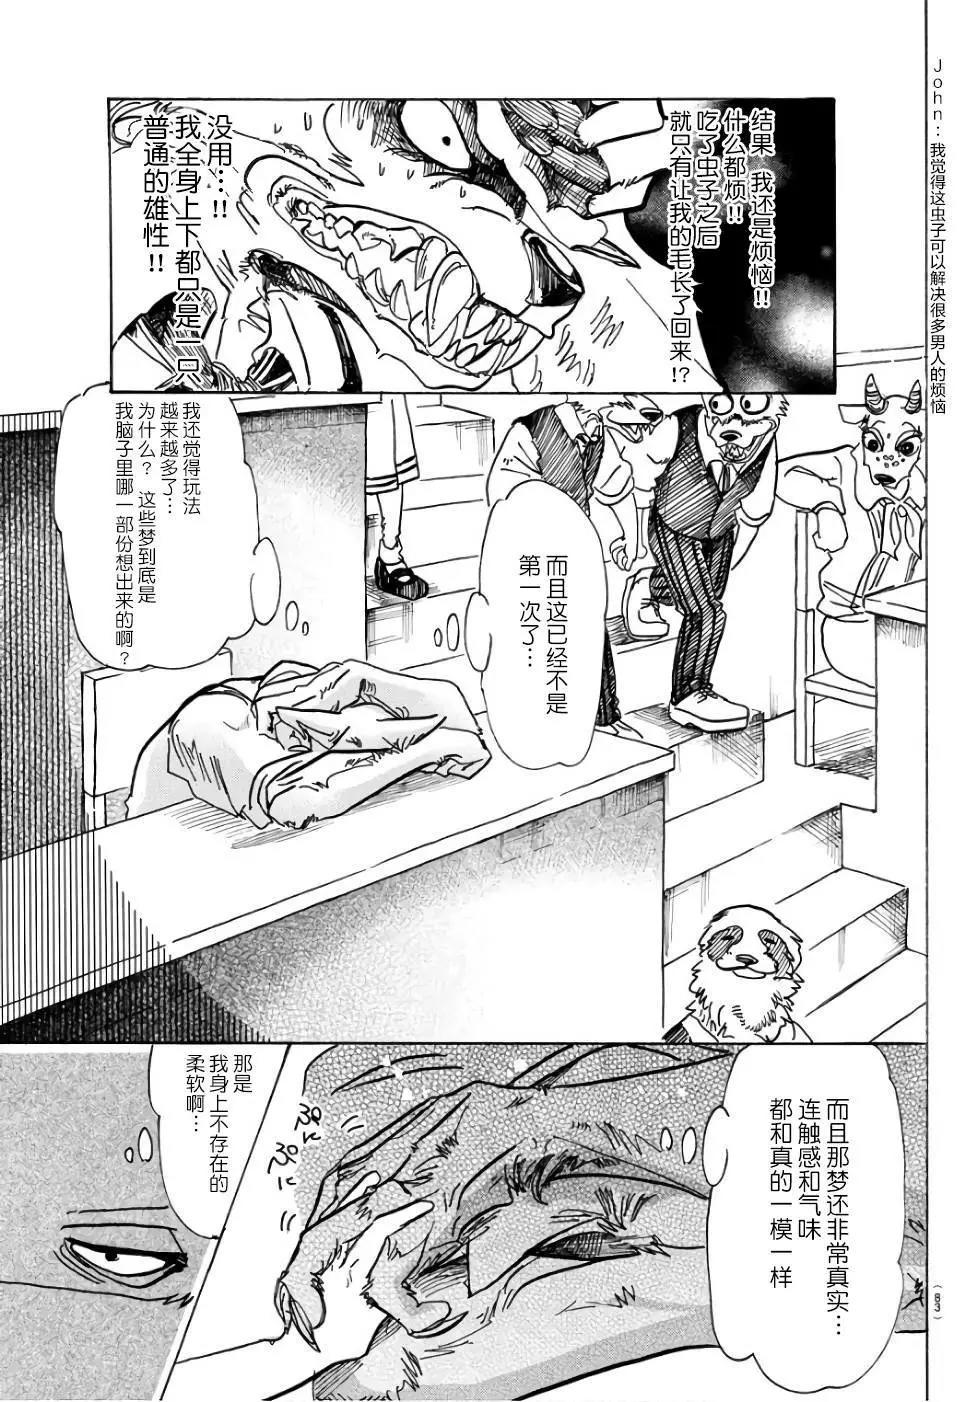 John：我觉得这虫子可以解决很多男人的烦恼
结果 我还是烦恼!!
什么都烦!!
吃了虫子之后
就只有让我的毛长了回来!?
没用…!!
我全身上下都只是一只
普通的雄性!!
而且这已经不是
第一次了…
我还觉得玩法
越来越多了…
为什么？ 这些梦到底是
我脑子里哪一部份想出来的啊？
而且那梦还非常真实…
连触感和气味
都和真的一模一样
ぷに
ぷに
那是
我身上不存在的
柔软啊…
(83)